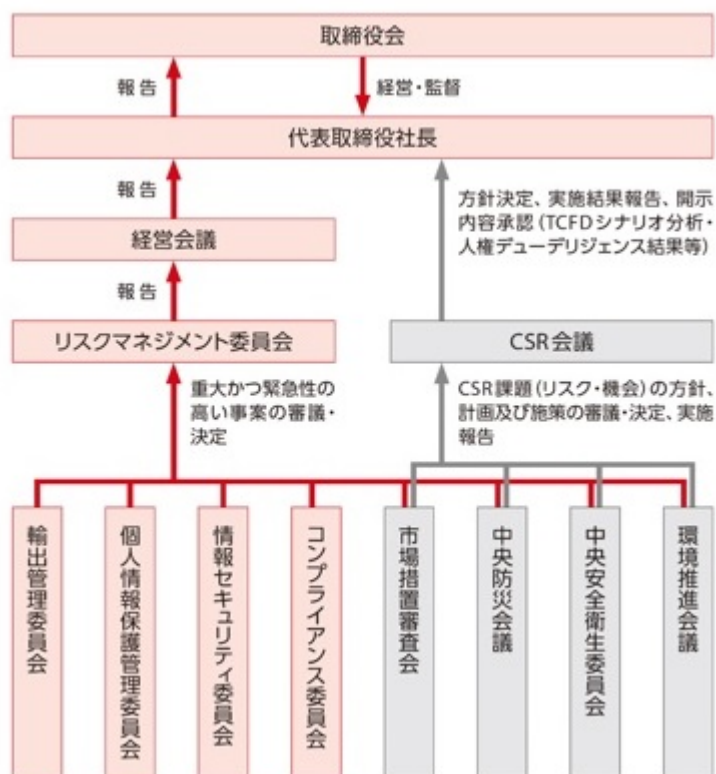 取締役会
報告
経営・監督
代表取締役社長
報告
方針決定、実施結果報告、開示
内容承認（TCFDシナリオ分析・
人権デューデリジェンス結果等）
経営会議
報告
リスクマネジメント委員会
CSR会議
重大かつ緊急性の
高い事案の審議・
決定
CSR課題（リスク・機会）の方針、
計画及び施策の審議・決定、実施
報告
輸出管理委員会
個人情報保護管理委員会
情報セキュリティ委員会
コンプライアンス委員会
市場措置審査会
中央防災会議
中央安全衛生委員会
環境推進会議